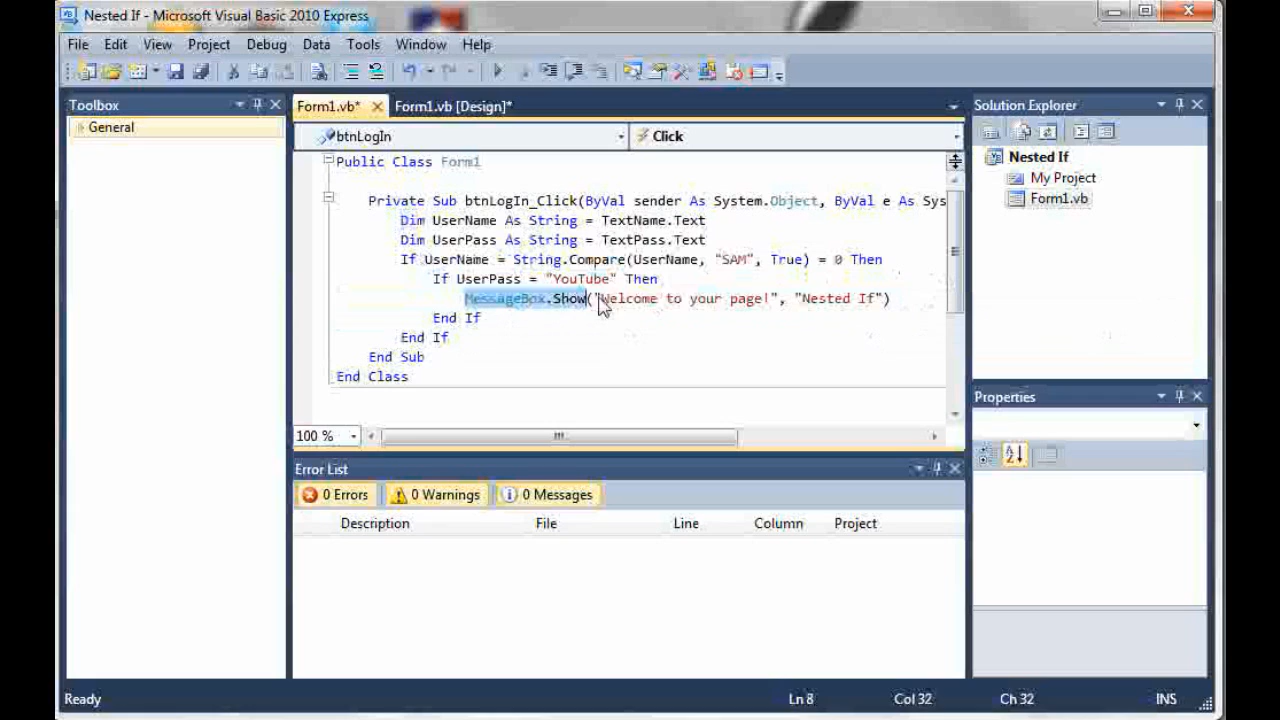 Nested If - Microsoft Visual Basic 2010 Express
File Edit View Project Debug Data Tools Window Help
Toolbox
General
Form1.vb* Form1.vb [Design]*
btnLogIn Click
Public Class Form1
Private Sub btnLogIn_Click(ByVal sender As System.Object, ByVal e As Sys
Dim UserName As String = TextName.Text
Dim UserPass As String = TextPass.Text
If UserName = String.Compare(UserName, "SAM", True) = 0 Then
If UserPass = "YouTube" Then
MessageBox.Show("Welcome to your page!", "Nested If")
End If
End If
End Sub
End Class
100 %
Error List
0 Errors 0 Warnings 0 Messages
Description File Line Column Project
Solution Explorer
Nested If
My Project
Form1.vb
Properties
Ready Ln 8 Col 32 Ch 32 INS